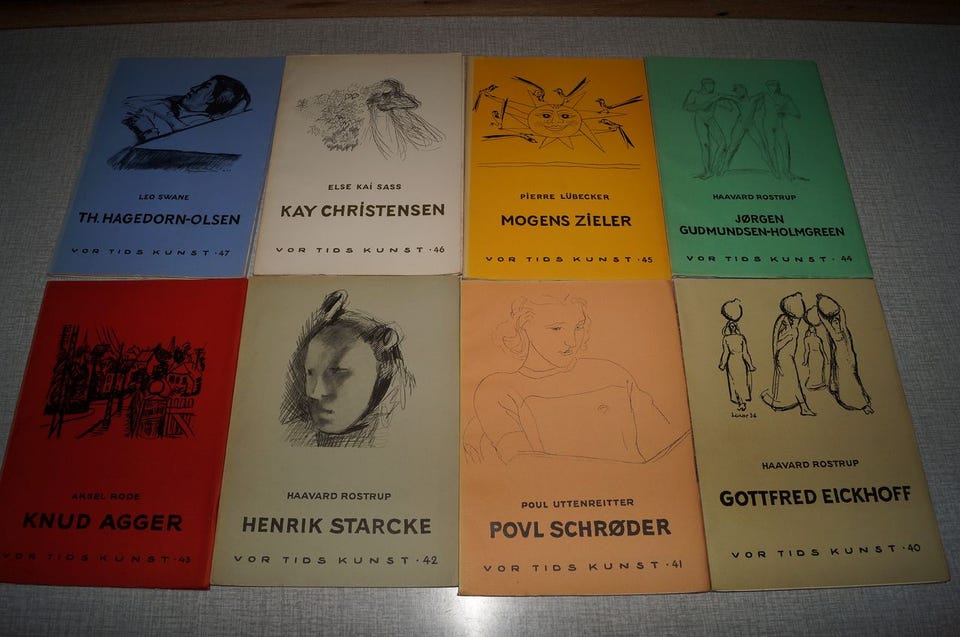 LEO SWANE
TH. HAGEDORN-OLSEN
VOR TIDS KUNST · 47
ELSE KAI SASS
KAY CHRISTENSEN
VOR TIDS KUNST · 46
PIERRE LÜBECKER
MOGENS ZIELER
VOR TIDS KUNST · 45
HAAVARD ROSTRUP
JØRGEN
GUDMUNDSEN-HOLMGREEN
VOR TIDS KUNST · 44
AKSEL RODE
KNUD AGGER
VOR TIDS KUNST · 43
HAAVARD ROSTRUP
HENRIK STARCKE
VOR TIDS KUNST · 42
POUL UTTENREITTER
POVL SCHRØDER
VOR TIDS KUNST · 41
HAAVARD ROSTRUP
GOTTFRED EICKHOFF
VOR TIDS KUNST · 40